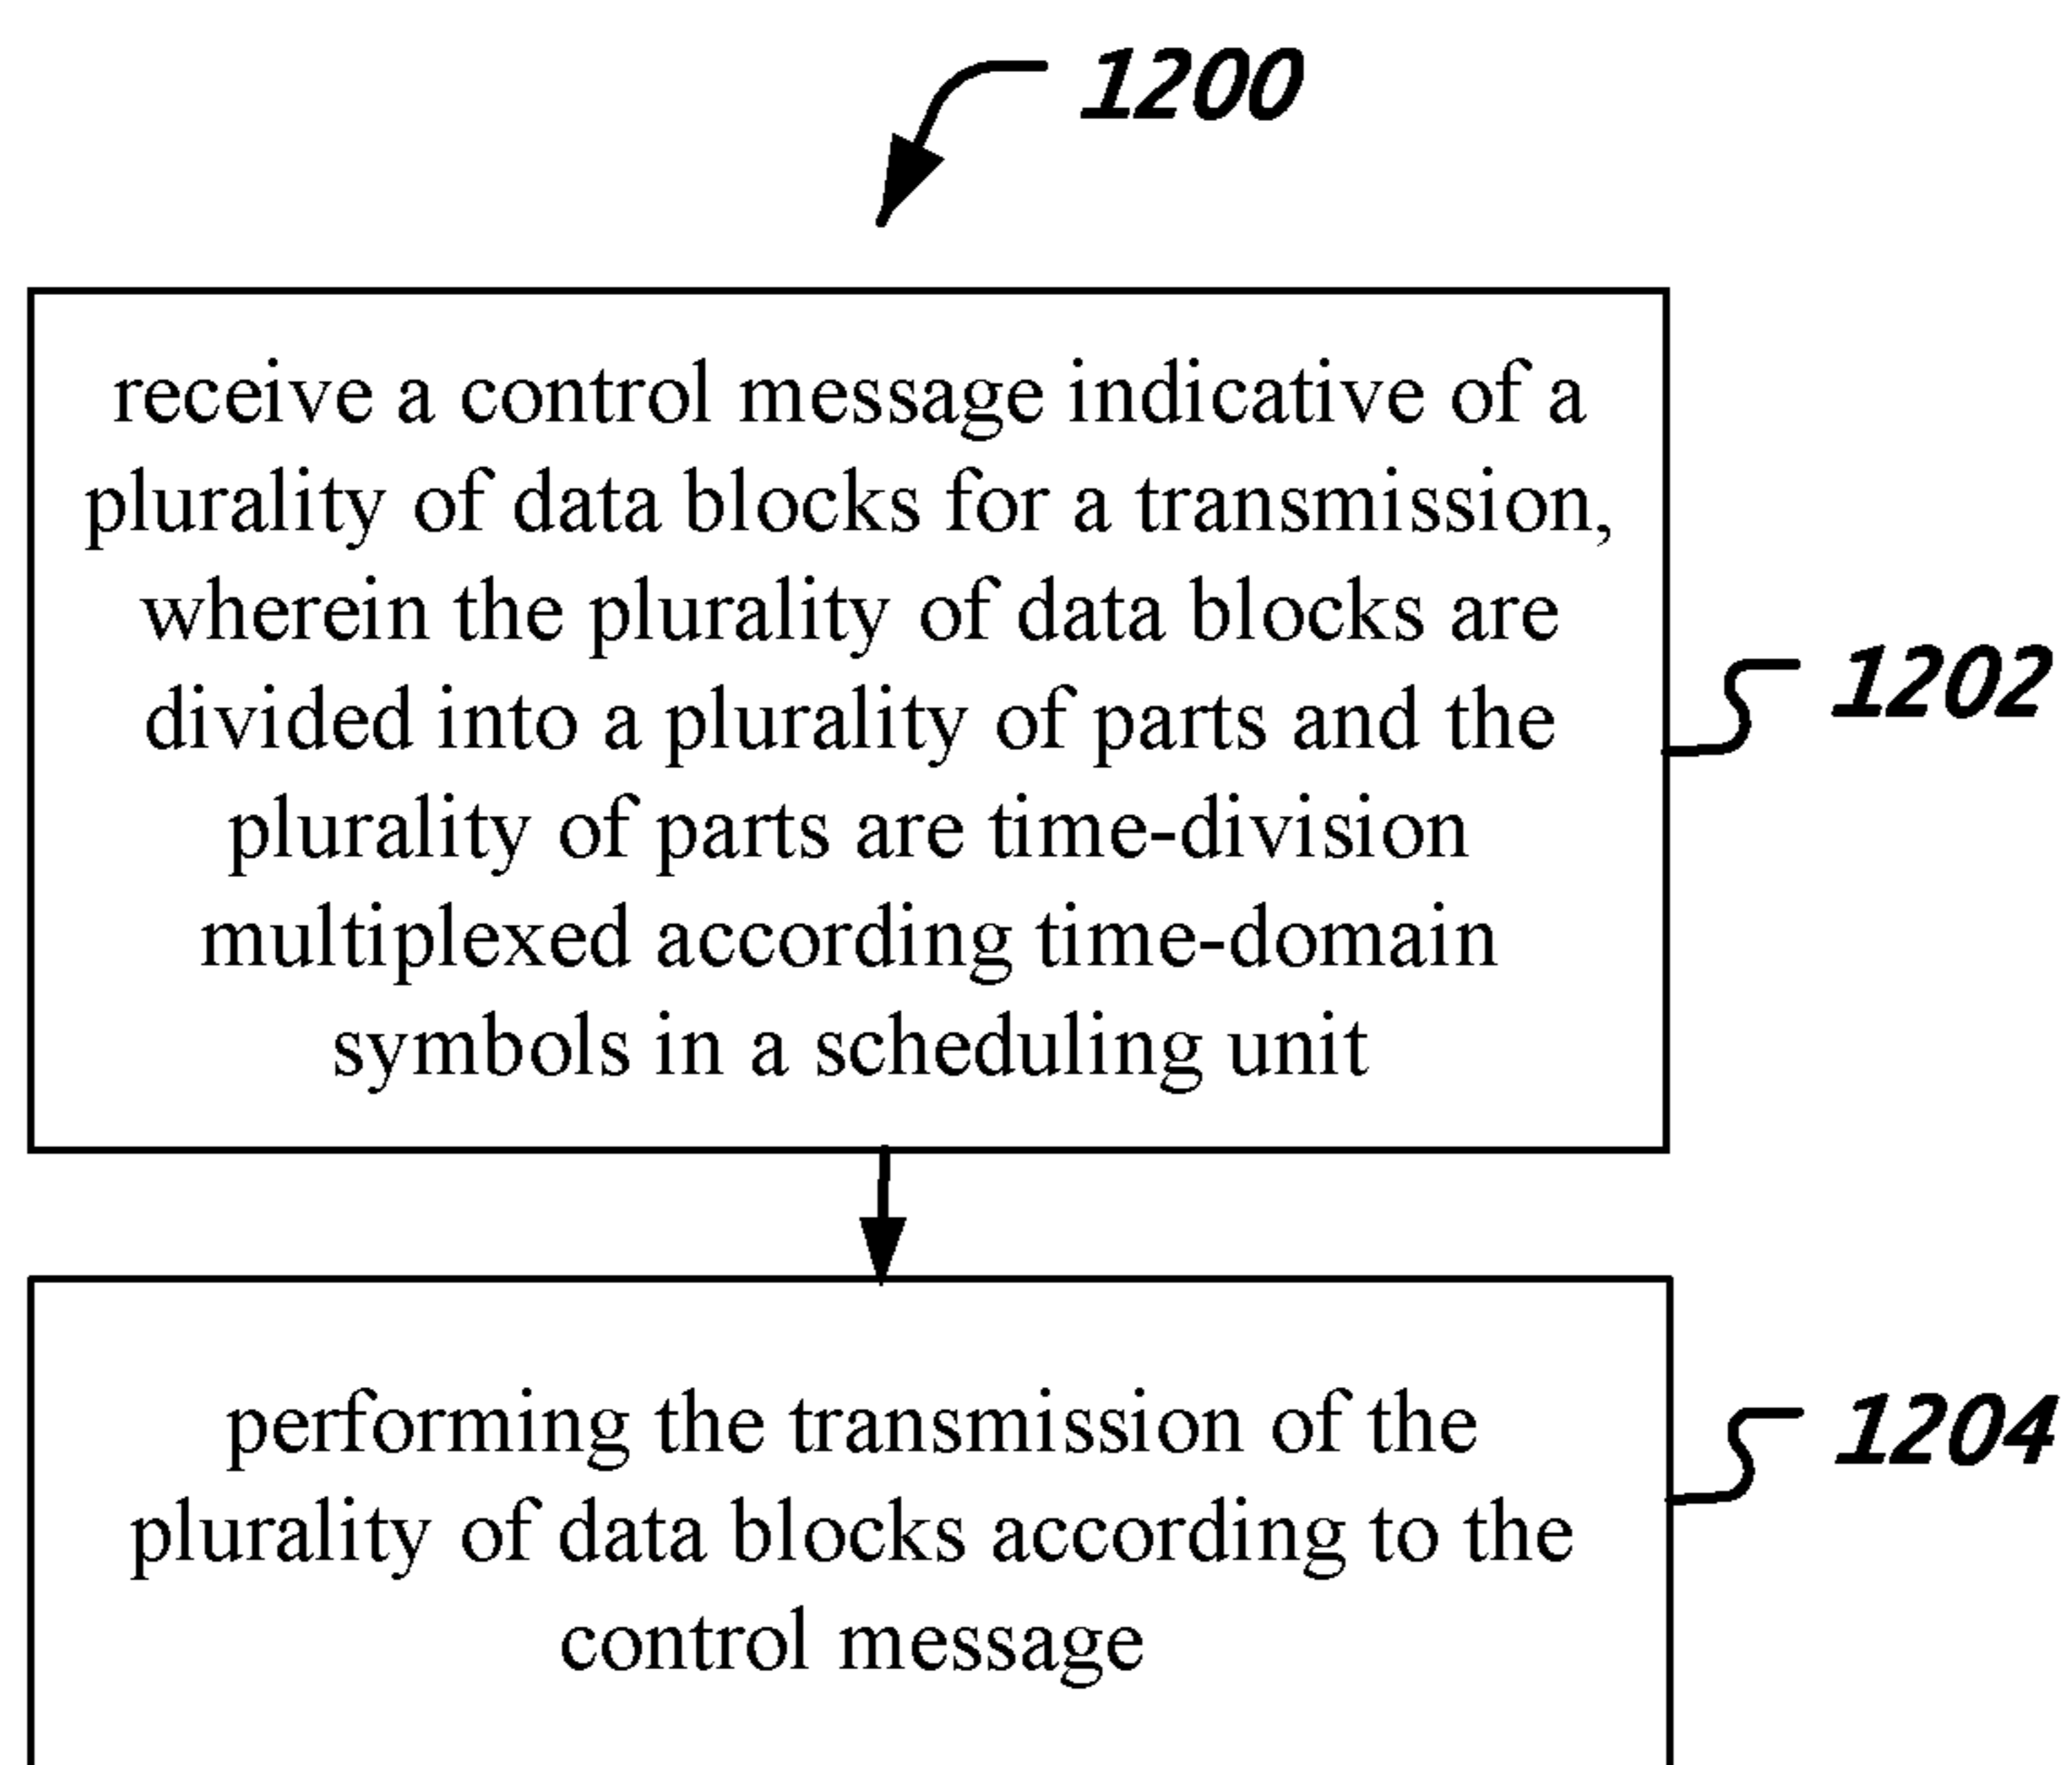 1200
receive a control message indicative of a
plurality of data blocks for a transmission,
wherein the plurality of data blocks are
divided into a plurality of parts and the
plurality of parts are time-division
multiplexed according time-domain
symbols in a scheduling unit
1202
performing the transmission of the
plurality of data blocks according to the
control message
1204